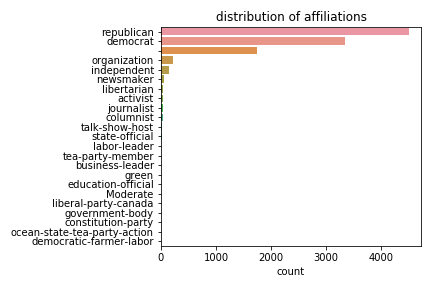 distribution of affiliations
republican
democrat
organization
independent
newsmaker
libertarian
activist
journalist
columnist
talk-show-host
state-official
labor-leader
tea-party-member
business-leader
green
education-official
Moderate
liberal-party-canada
government-body
constitution-party
ocean-state-tea-party-action
democratic-farmer-labor
0 1000 2000 3000 4000
count